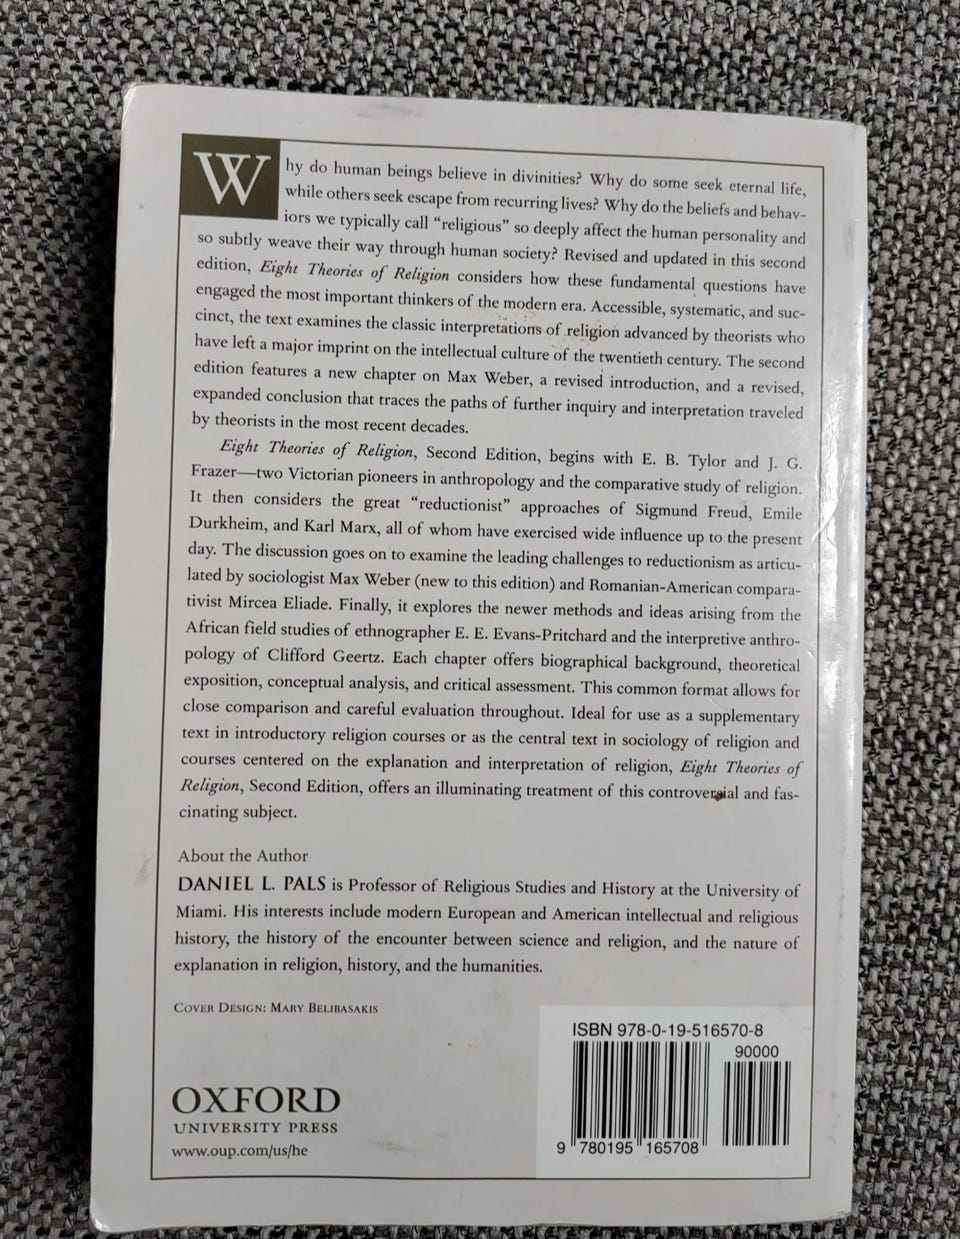 Why do human beings believe in divinities? Why do some seek eternal life,
while others seek escape from recurring lives? Why do the beliefs and behav-
iors we typically call “religious” so deeply affect the human personality and
so subtly weave their way through human society? Revised and updated in this second
edition, Eight Theories of Religion considers how these fundamental questions have
engaged the most important thinkers of the modern era. Accessible, systematic, and suc-
cinct, the text examines the classic interpretations of religion advanced by theorists who
have left a major imprint on the intellectual culture of the twentieth century. The second
edition features a new chapter on Max Weber, a revised introduction, and a revised,
expanded conclusion that traces the paths of further inquiry and interpretation traveled
by theorists in the most recent decades.
Eight Theories of Religion, Second Edition, begins with E. B. Tylor and J. G.
Frazer—two Victorian pioneers in anthropology and the comparative study of religion.
It then considers the great “reductionist” approaches of Sigmund Freud, Emile
Durkheim, and Karl Marx, all of whom have exercised wide influence up to the present
day. The discussion goes on to examine the leading challenges to reductionism as articu-
lated by sociologist Max Weber (new to this edition) and Romanian-American compara-
tivist Mircea Eliade. Finally, it explores the newer methods and ideas arising from the
African field studies of ethnographer E. E. Evans-Pritchard and the interpretive anthro-
pology of Clifford Geertz. Each chapter offers biographical background, theoretical
exposition, conceptual analysis, and critical assessment. This common format allows for
close comparison and careful evaluation throughout. Ideal for use as a supplementary
text in introductory religion courses or as the central text in sociology of religion and
courses centered on the explanation and interpretation of religion, Eight Theories of
Religion, Second Edition, offers an illuminating treatment of this controversial and fas-
cinating subject.
About the Author
DANIEL L. PALS is Professor of Religious Studies and History at the University of
Miami. His interests include modern European and American intellectual and religious
history, the history of the encounter between science and religion, and the nature of
explanation in religion, history, and the humanities.
COVER DESIGN: MARY BELIBASAKIS
OXFORD
UNIVERSITY PRESS
www.oup.com/us/he
ISBN 978-0-19-516570-8
90000
9 780195 165708